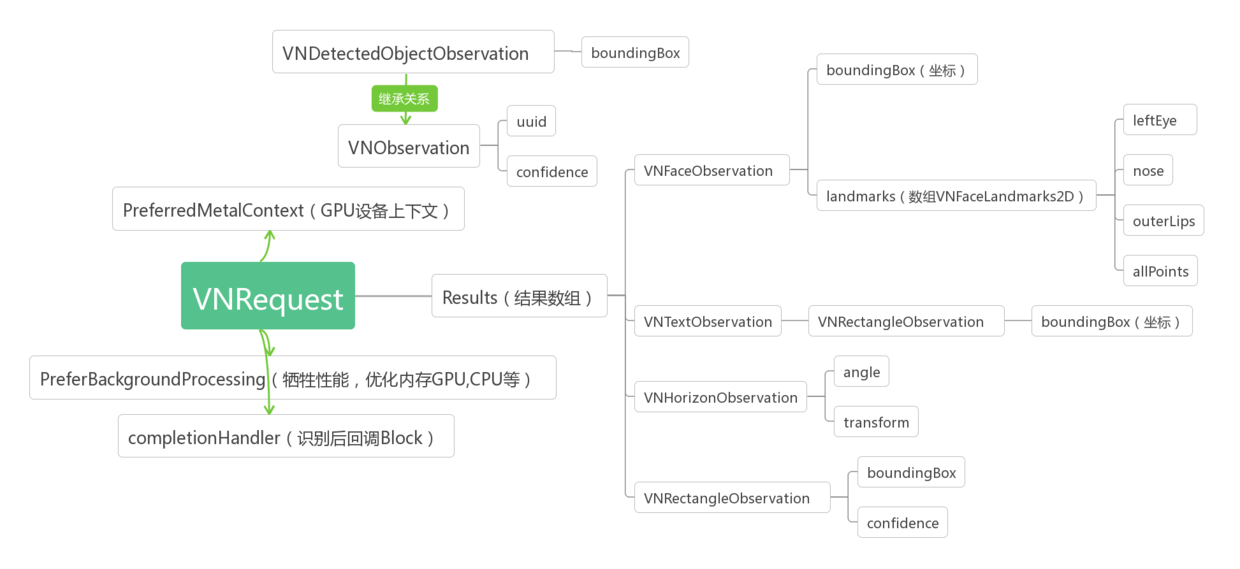 VNDetectedObjectObservation
boundingBox
继承关系
VNObservation
uuid
confidence
PreferredMetalContext（GPU设备上下文）
VNRequest
PreferBackgroundProcessing（牺牲性能，优化内存GPU,CPU等）
completionHandler（识别后回调Block）
Results（结果数组）
VNFaceObservation
boundingBox（坐标）
landmarks（数组VNFaceLandmarks2D）
leftEye
nose
outerLips
allPoints
VNTextObservation
VNRectangleObservation
boundingBox（坐标）
VNHorizonObservation
angle
transform
VNRectangleObservation
boundingBox
confidence